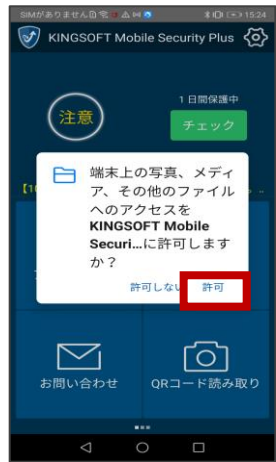 SIMがありません
15:24
KINGSOFT Mobile Security Plus
注意
1日間保護中
チェック
端末上の写真、メディ
ア、その他のファイル
へのアクセスを
KINGSOFT Mobile
Securi...に許可します
か？
許可しない 許可
お問い合わせ QRコード読み取り